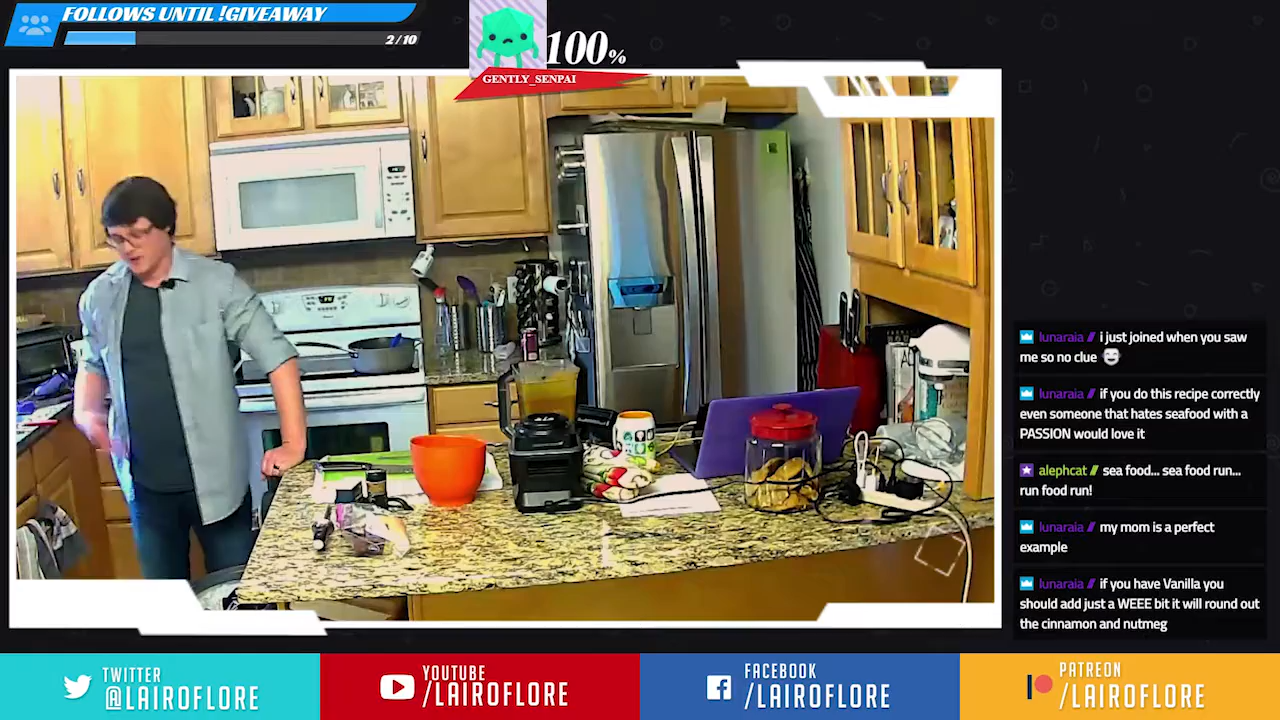 FOLLOWS UNTIL !GIVEAWAY
2/10
100%
GENTLY_SENPAI
lunaraia // i just joined when you saw
me so no clue
lunaraia // if you do this recipe correctly
even someone that hates seafood with a
PASSION would love it
alephcat // sea food... sea food run...
run food run!
lunaraia // my mom is a perfect
example
lunaraia // if you have Vanilla you
should add just a WEEE bit it will round out
the cinnamon and nutmeg
TWITTER
@LAIROFLORE
YOUTUBE
/LAIROFLORE
FACEBOOK
/LAIROFLORE
PATREON
/LAIROFLORE